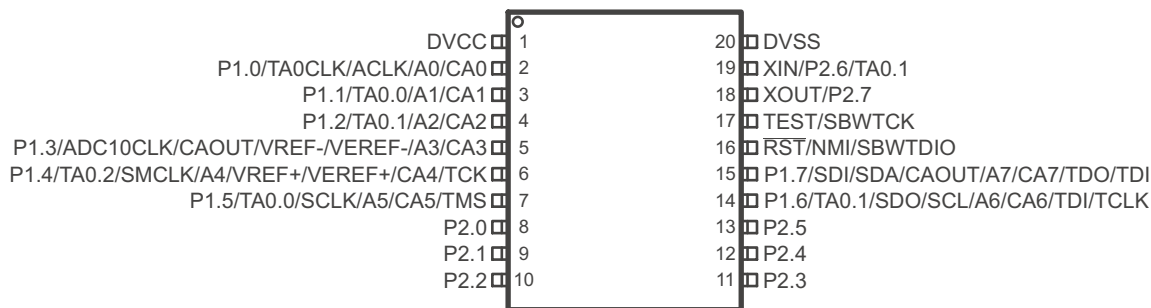 DVCC 1 20 DVSS
P1.0/TA0CLK/ACLK/A0/CA0 2 19 XIN/P2.6/TA0.1
P1.1/TA0.0/A1/CA1 3 18 XOUT/P2.7
P1.2/TA0.1/A2/CA2 4 17 TEST/SBWTCK
P1.3/ADC10CLK/CAOUT/VREF-/VEREF-/A3/CA3 5 16 RST/NMI/SBWTDIO
P1.4/TA0.2/SMCLK/A4/VREF+/VEREF+/CA4/TCK 6 15 P1.7/SDI/SDA/CAOUT/A7/CA7/TDO/TDI
P1.5/TA0.0/SCLK/A5/CA5/TMS 7 14 P1.6/TA0.1/SDO/SCL/A6/CA6/TDI/TCLK
P2.0 8 13 P2.5
P2.1 9 12 P2.4
P2.2 10 11 P2.3